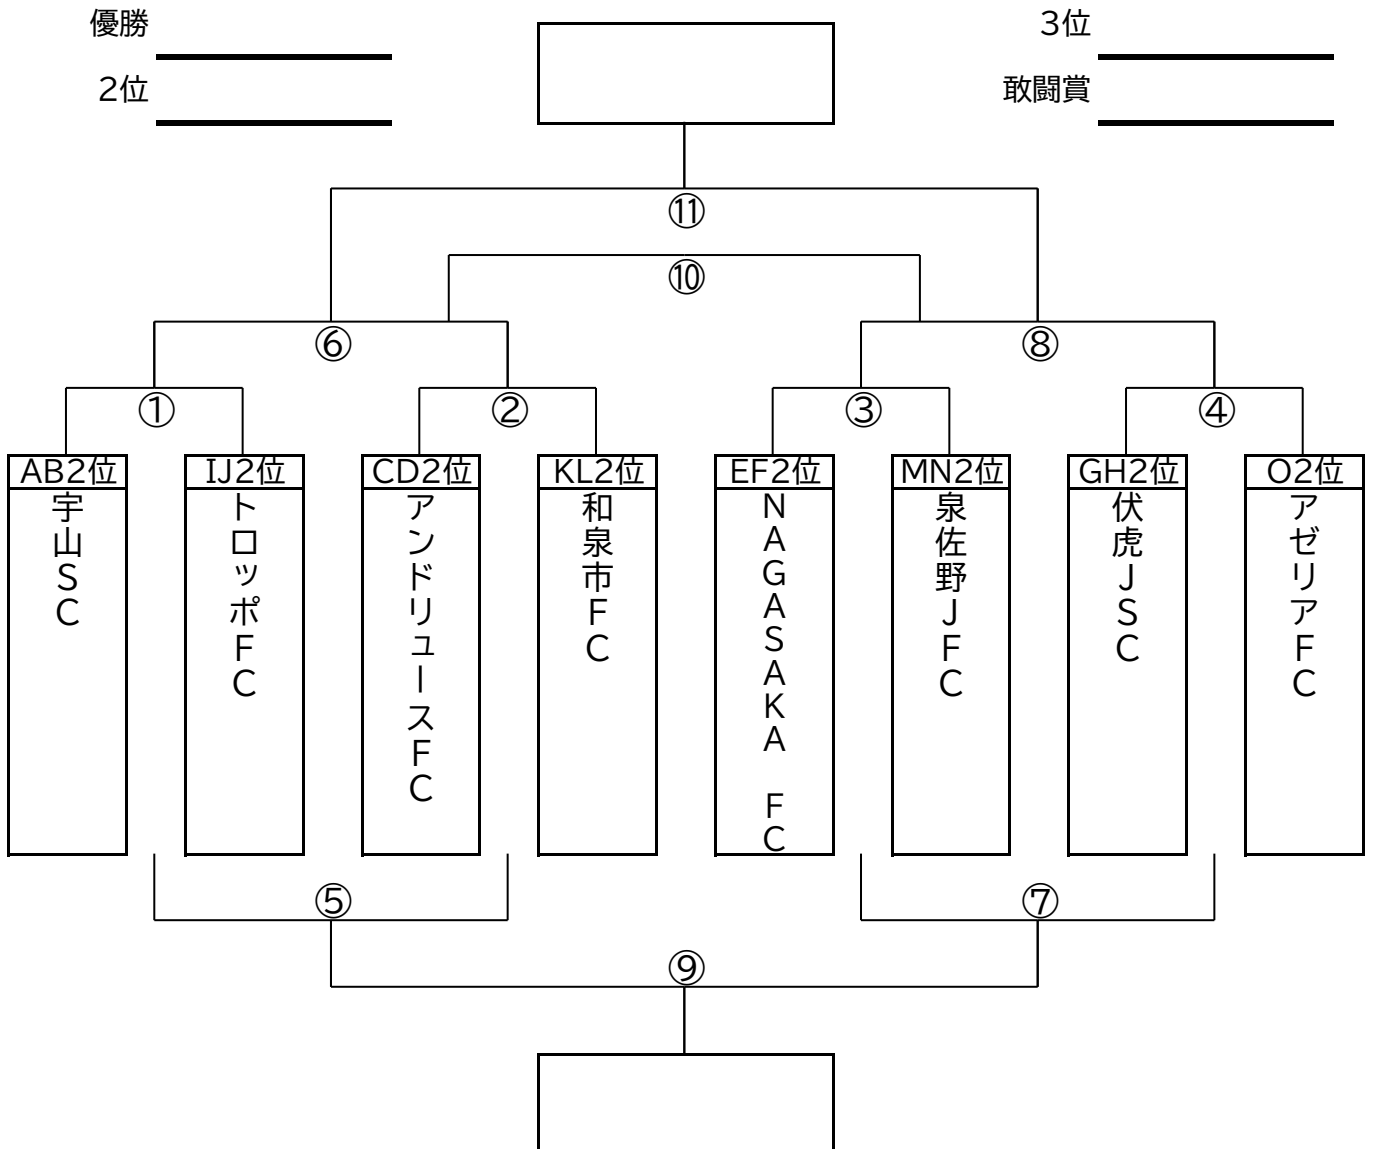 優勝
3位
2位
敢闘賞
⑪
⑩
⑥
⑧
①
②
③
④
AB2位
IJ2位
CD2位
KL2位
EF2位
MN2位
GH2位
O2位
宇山SC
トロッポFC
アンドリュースFC
和泉市FC
NAGASAKA FC
泉佐野JFC
伏虎JSC
アゼリアFC
⑤
⑦
⑨